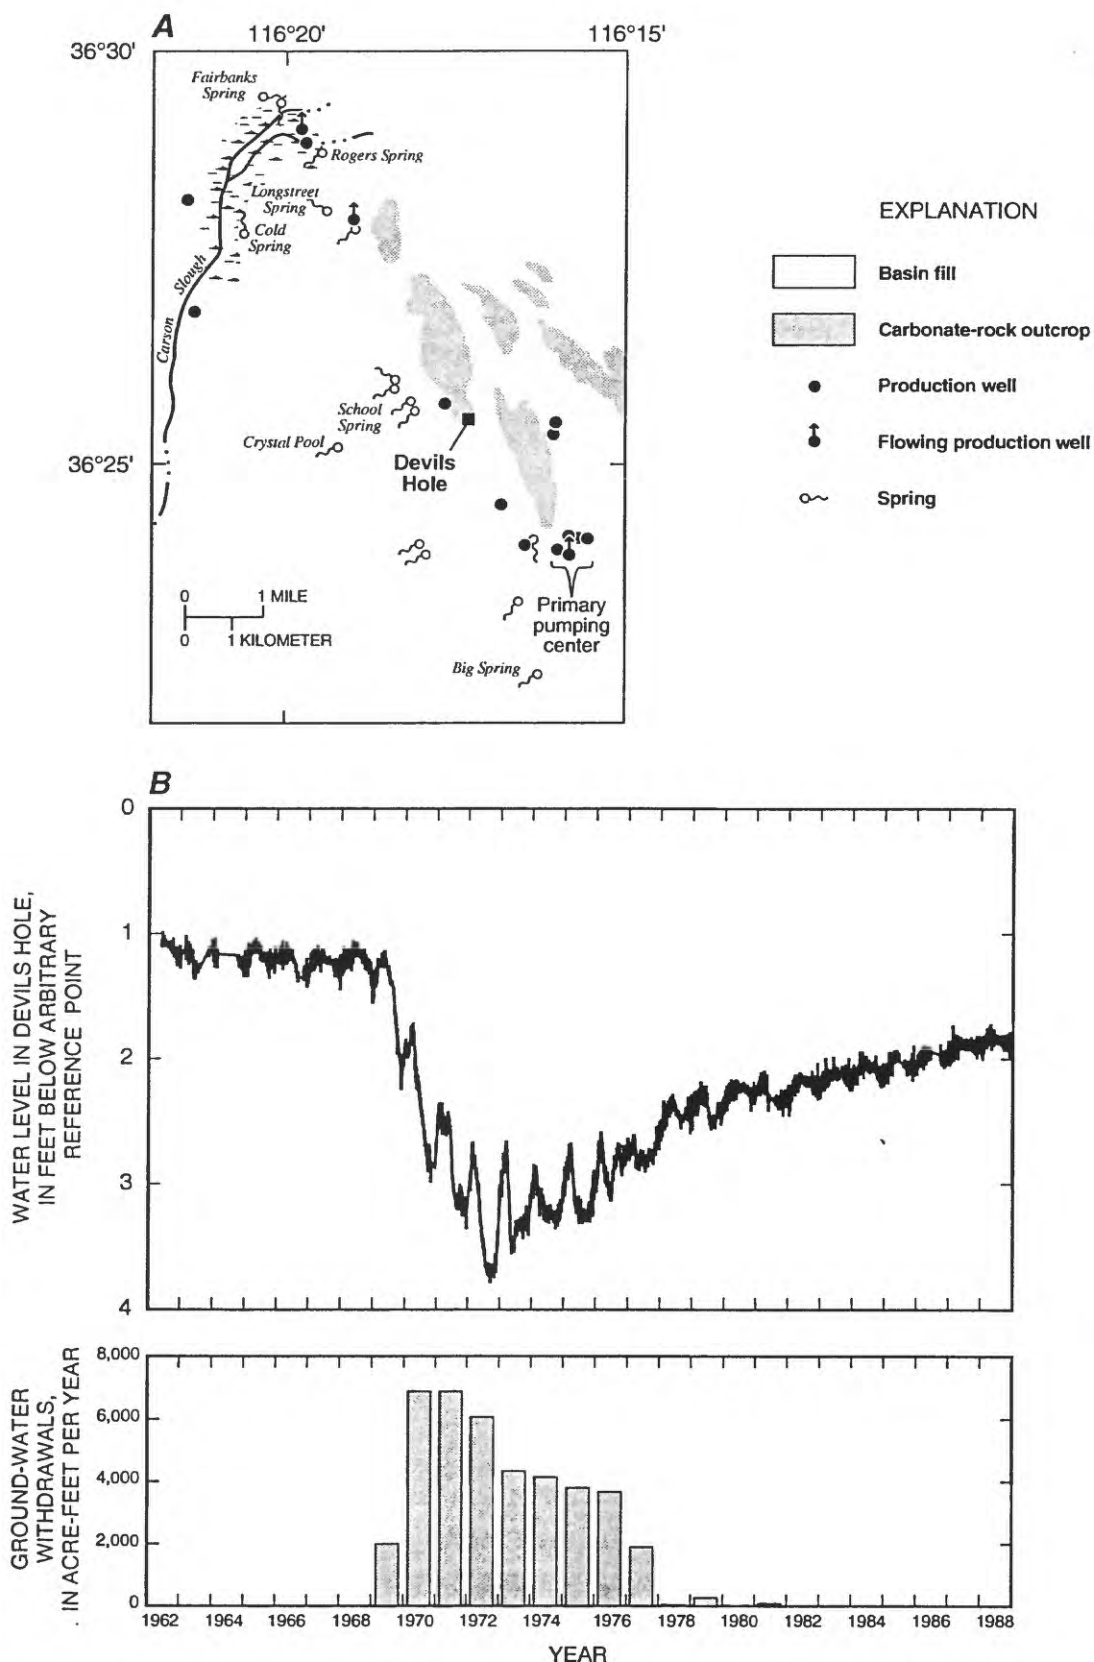 A
116°20'
116°15'
36°30'
Fairbanks
Spring
Rogers Spring
Longstreet
Spring
Cold
Spring
Carson Slough
School
Spring
Crystal Pool
Devils
Hole
36°25'
0 1 MILE
0 1 KILOMETER
Primary
pumping
center
Big Spring
EXPLANATION
Basin fill
Carbonate-rock outcrop
Production well
Flowing production well
Spring
B
WATER LEVEL IN DEVILS HOLE,
IN FEET BELOW ARBITRARY
REFERENCE POINT
0
1
2
3
4
GROUND-WATER
WITHDRAWALS,
IN ACRE-FEET PER YEAR
8,000
6,000
4,000
2,000
0
1962 1964 1966 1968 1970 1972 1974 1976 1978 1980 1982 1984 1986 1988
YEAR